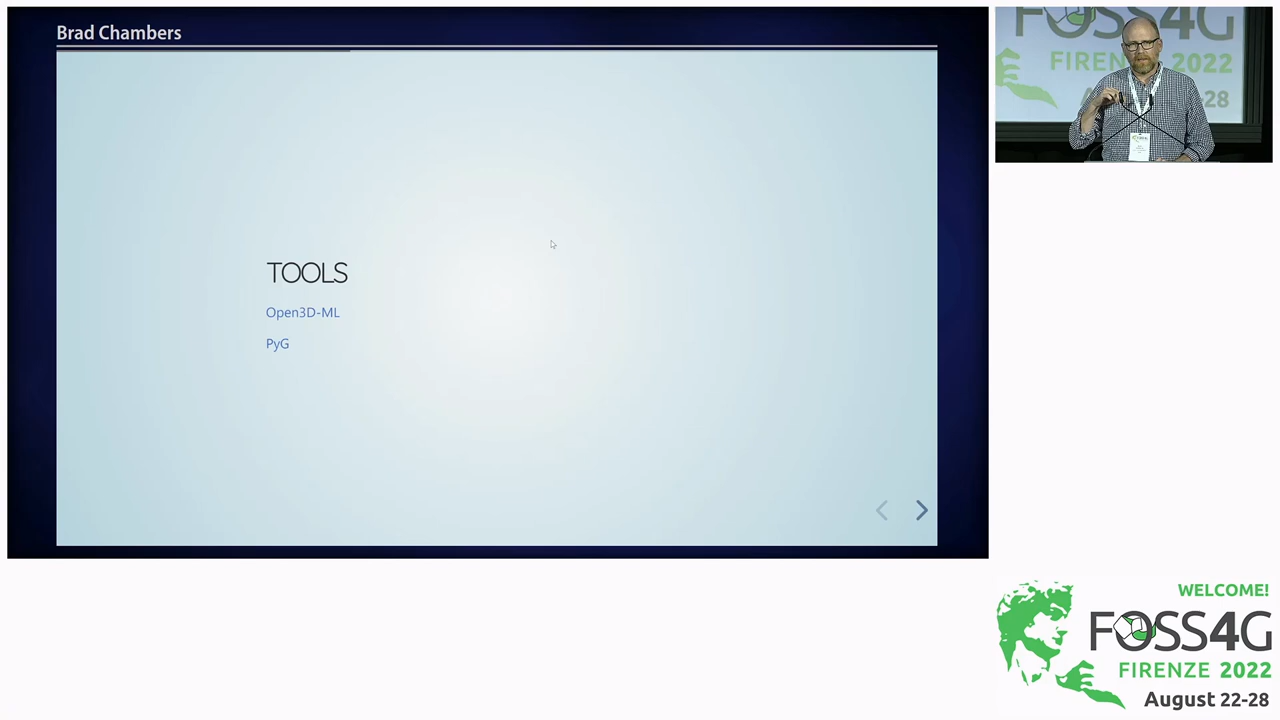 Brad Chambers
TOOLS
Open3D-ML
PyG
FOSS4G
FIRENZE 2022
28
WELCOME!
FOSS4G
FIRENZE 2022
August 22-28